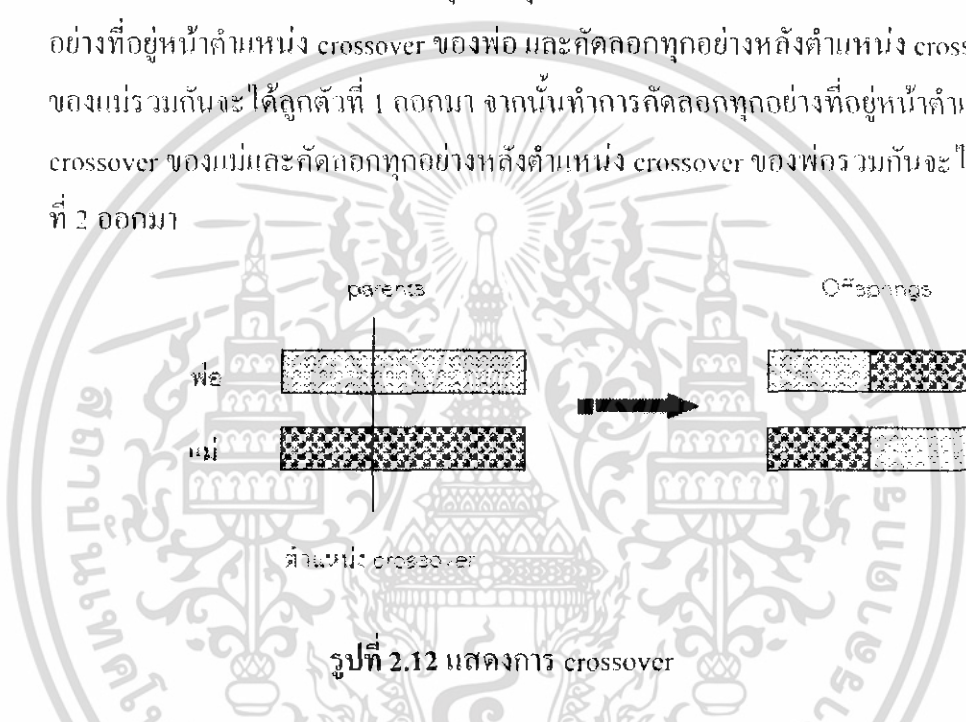 อย่างที่อยู่หน้าตำแหน่ง crossover ของพ่อ และคัดลอกทุกอย่างหลังตำแหน่ง cross
ของแม่รวมกันจะได้ลูกตัวที่ 1 ออกมา จากนั้นทำการคัดลอกทุกอย่างที่อยู่หน้าตำแ
crossover ของแม่และคัดลอกทุกอย่างหลังตำแหน่ง crossover ของพ่อรวมกันจะไ
ที่ 2 ออกมา
parents Offsprings
พ่อ
แม่
ตำแหน่ง crossover
รูปที่ 2.12 แสดงการ crossover